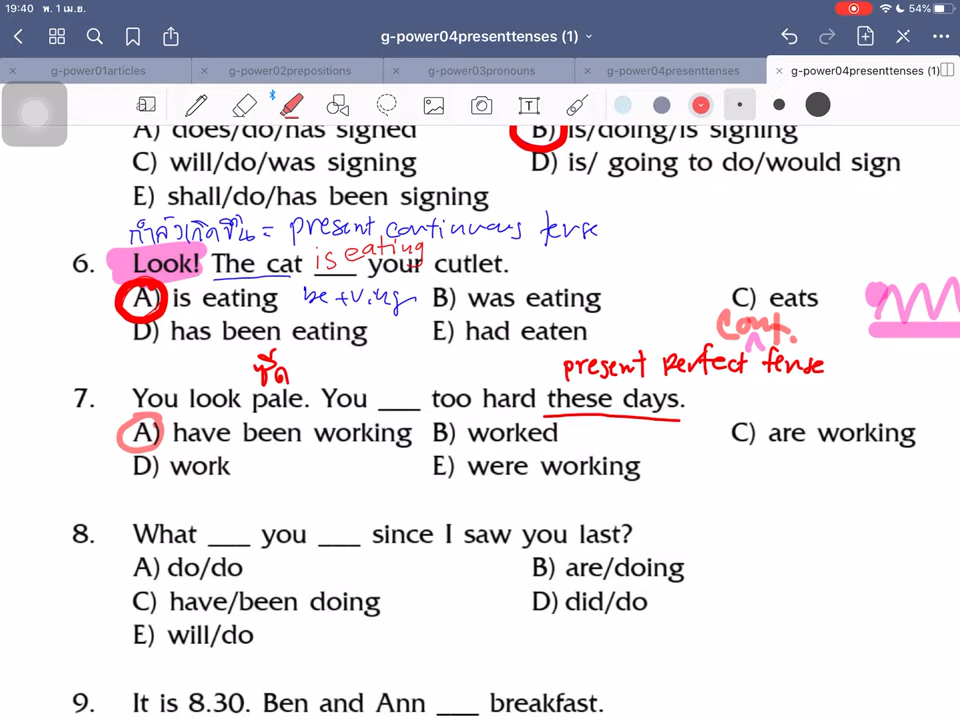 19:40 พ. 1 เม.ย. 54%
g-power04presenttenses (1)
g-power01articles g-power02prepositions g-power03pronouns g-power04presenttenses g-power04presenttenses (1)
A) does/do/has signed B) is/doing/is signing
C) will/do/was signing D) is/ going to do/would sign
E) shall/do/has been signing
กำลังเกิดขึ้น = present continuous tense
is eating
6. Look! The cat ___ your cutlet.
A) is eating be + V.ing B) was eating C) eats
D) has been eating E) had eaten
cont.
ซีด present perfect tense
7. You look pale. You ___ too hard these days.
A) have been working B) worked C) are working
D) work E) were working
8. What ___ you ___ since I saw you last?
A) do/do B) are/doing
C) have/been doing D) did/do
E) will/do
9. It is 8.30. Ben and Ann ___ breakfast.